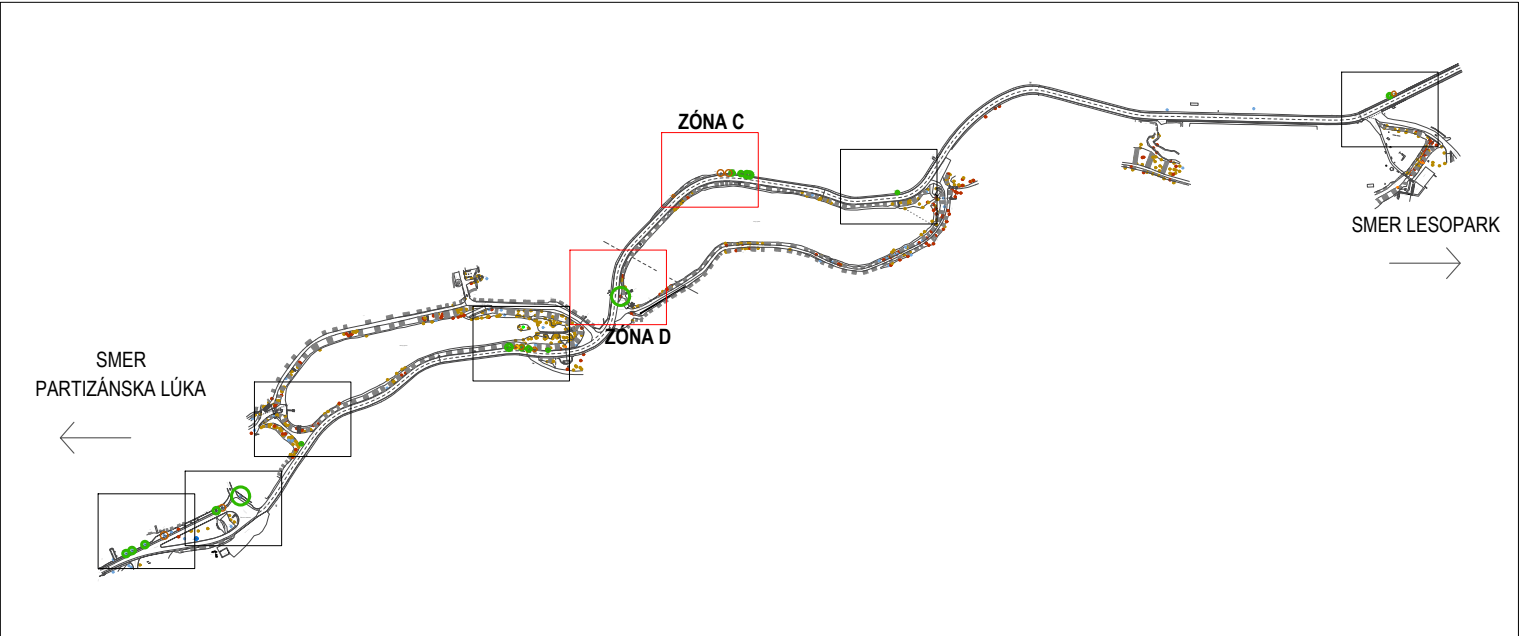 ZÓNA C
SMER LESOPARK
ZÓNA D
SMER
PARTIZÁNSKA LÚKA